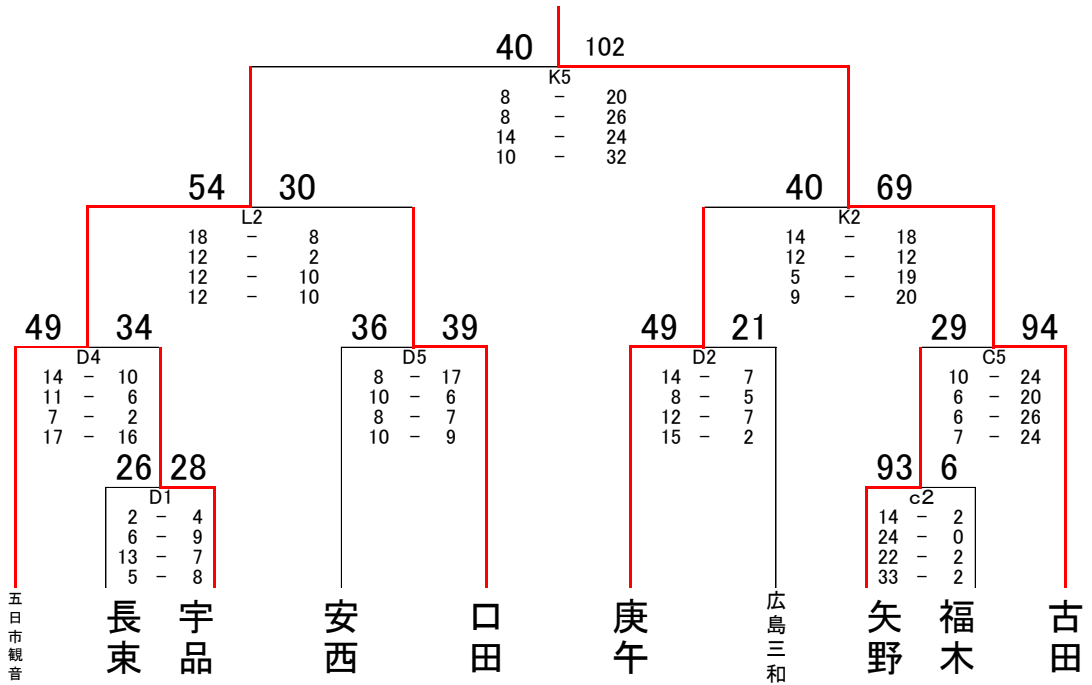 40 102
K5
8 － 20
8 － 26
14 － 24
10 － 32
54 30
L2
18 － 8
12 － 2
12 － 10
12 － 10
40 69
K2
14 － 18
12 － 12
5 － 19
9 － 20
49 34
D4
14 － 10
11 － 6
7 － 2
17 － 16
36 39
D5
8 － 17
10 － 6
8 － 7
10 － 9
49 21
D2
14 － 7
8 － 5
12 － 7
15 － 2
29 94
C5
10 － 24
6 － 20
6 － 26
7 － 24
26 28
D1
2 － 4
6 － 9
13 － 7
5 － 8
93 6
c2
14 － 2
24 － 0
22 － 2
33 － 2
五日市観音
長束
宇品
安西
口田
庚午
広島三和
矢野
福木
古田